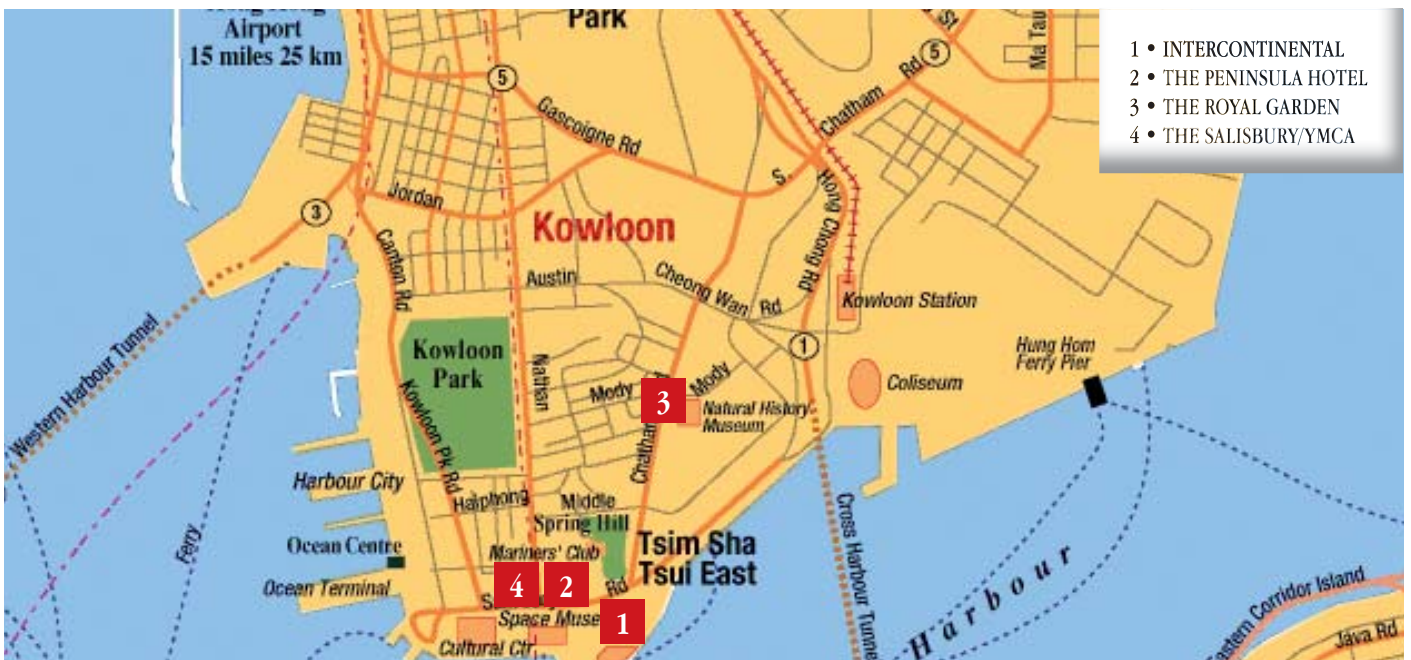 Airport
15 miles 25 km
Park
5
Gascoigne Rd
Chatham
Rd
5
St
Ma Tau
1 • INTERCONTINENTAL
2 • THE PENINSULA HOTEL
3 • THE ROYAL GARDEN
4 • THE SALISBURY/YMCA
3
Jordan
S.
Hong Chong Rd
Kowloon
Canton Rd
Austin
Cheong Wan Rd
Kowloon Station
Western Harbour Tunnel
Kowloon
Park
Nathan
1
Hung Hom
Ferry Pier
Mody
3
Mody
Coliseum
Natural History
Museum
Kowloon Pk Rd
Harbour City
Haiphong
Middle
Spring Hill
Ferry
Ocean Centre
Mariners' Club
Tsim Sha
Tsui East
Ocean Terminal
4
2
Rd
Space Muse
1
Cultural Ctr
Cross Harbour Tunne
Harbour
astern Corridor Island
Java Rd